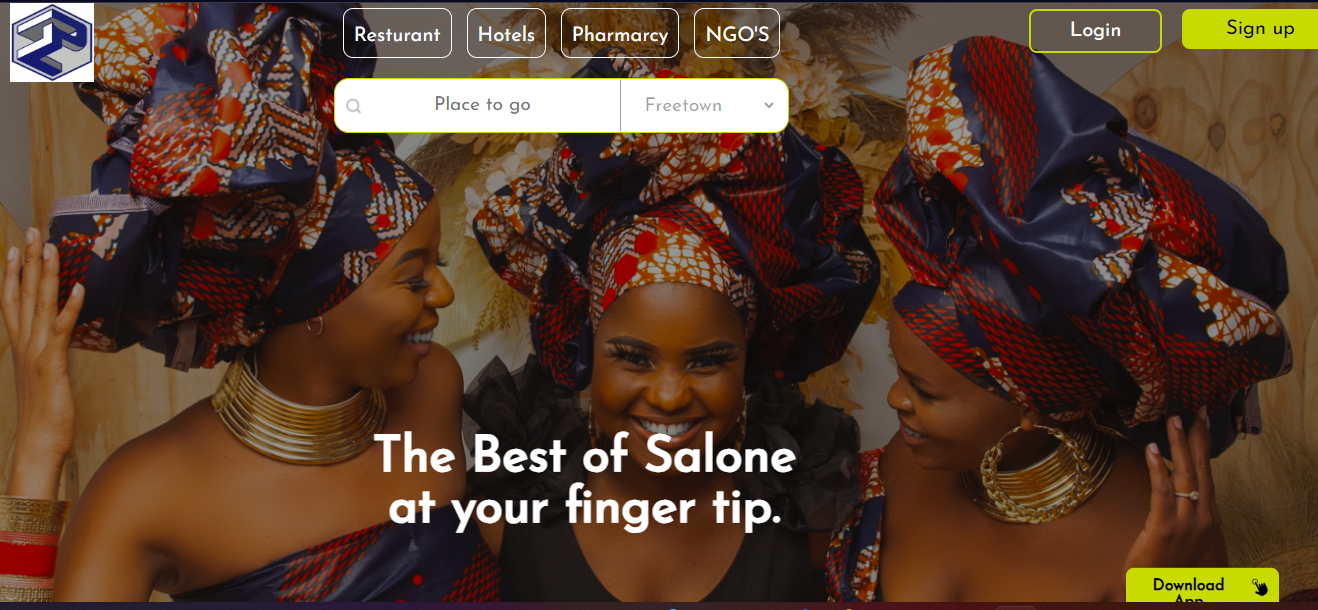 Resturant
Hotels
Pharmarcy
NGO'S
Login
Sign up
Place to go
Freetown
The Best of Salone
at your finger tip.
Download
App